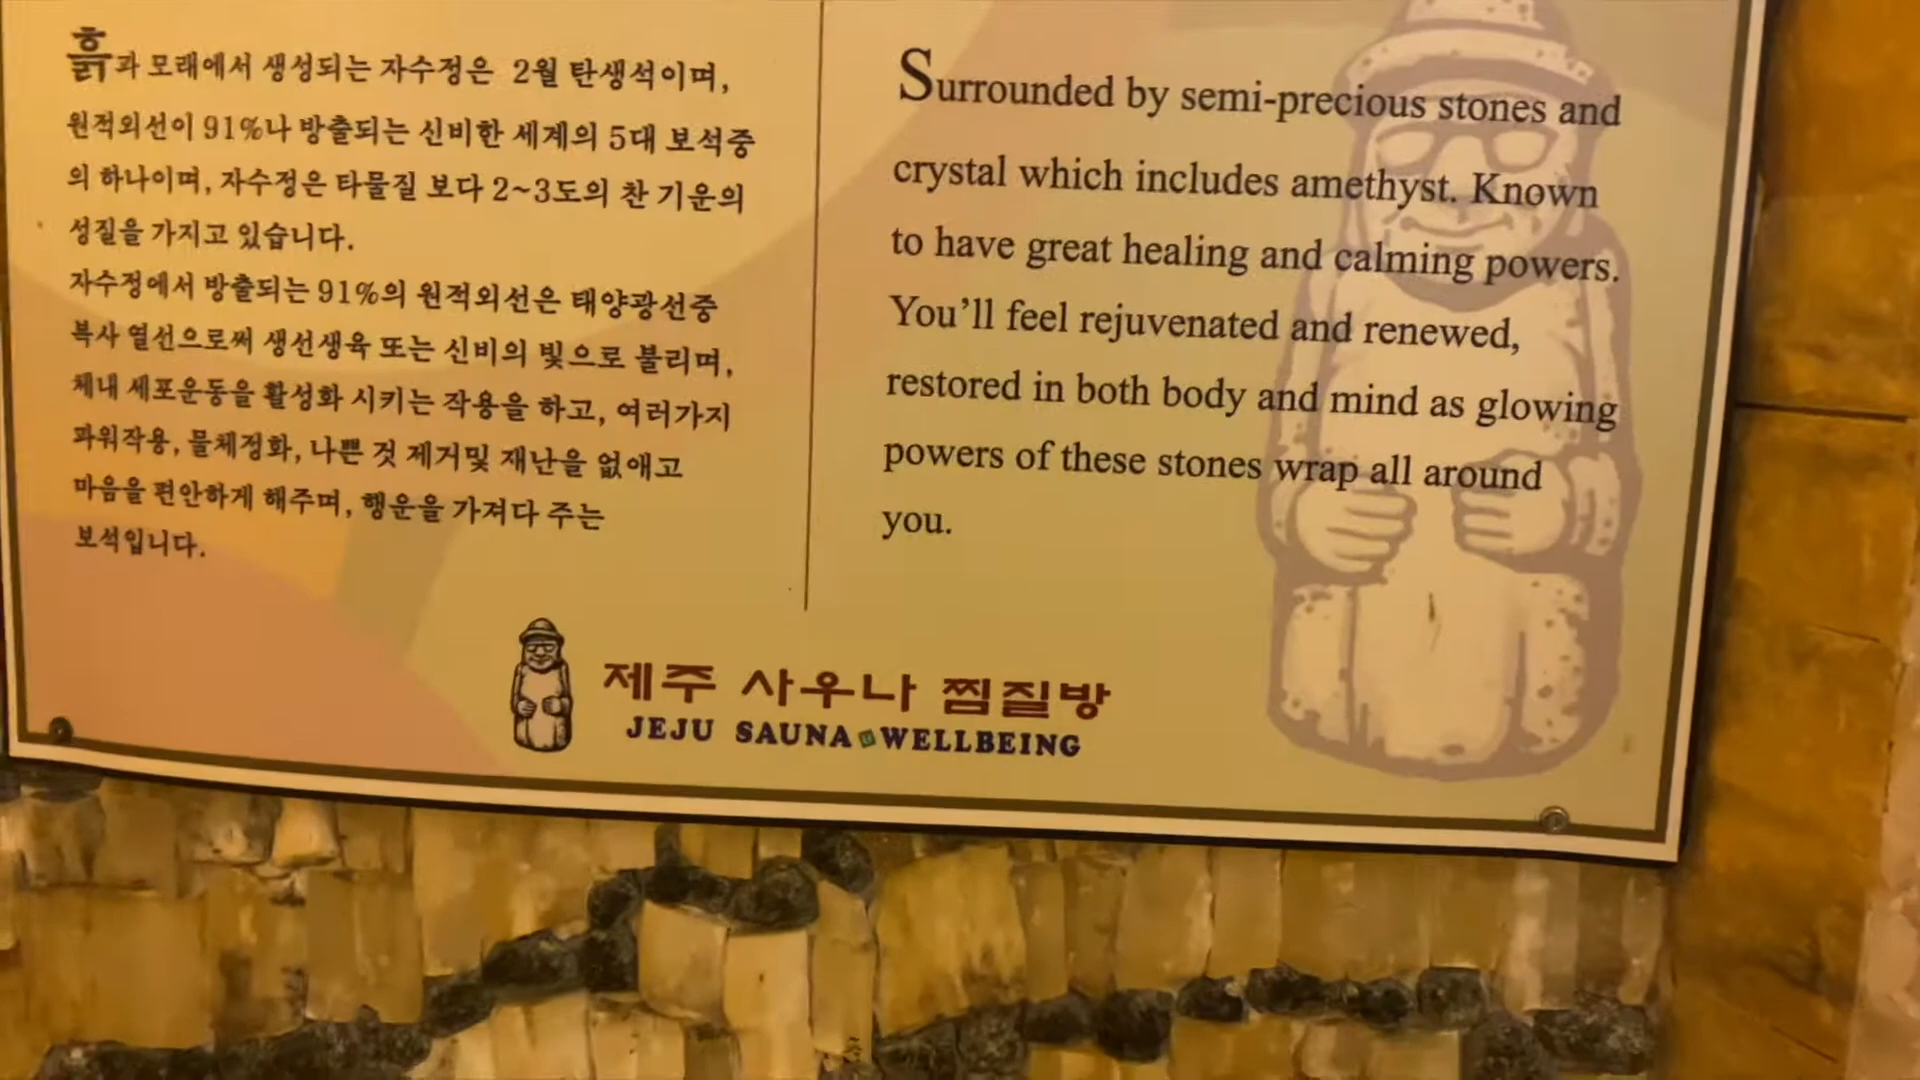 흙과 모래에서 생성되는 자수정은 2월 탄생석이며,
원적외선이 91%나 방출되는 신비한 세계의 5대 보석중
의 하나이며, 자수정은 타물질 보다 2~3도의 찬 기운의
성질을 가지고 있습니다.
자수정에서 방출되는 91%의 원적외선은 태양광선중
복사 열선으로써 생선생육 또는 신비의 빛으로 불리며,
체내 세포운동을 활성화 시키는 작용을 하고, 여러가지
파워작용, 물체정화, 나쁜 것 제거및 재난을 없애고
마음을 편안하게 해주며, 행운을 가져다 주는
보석입니다.
Surrounded by semi-precious stones and
crystal which includes amethyst. Known
to have great healing and calming powers.
You’ll feel rejuvenated and renewed,
restored in both body and mind as glowing
powers of these stones wrap all around
you.
제주 사우나 찜질방
JEJU SAUNA WELLBEING